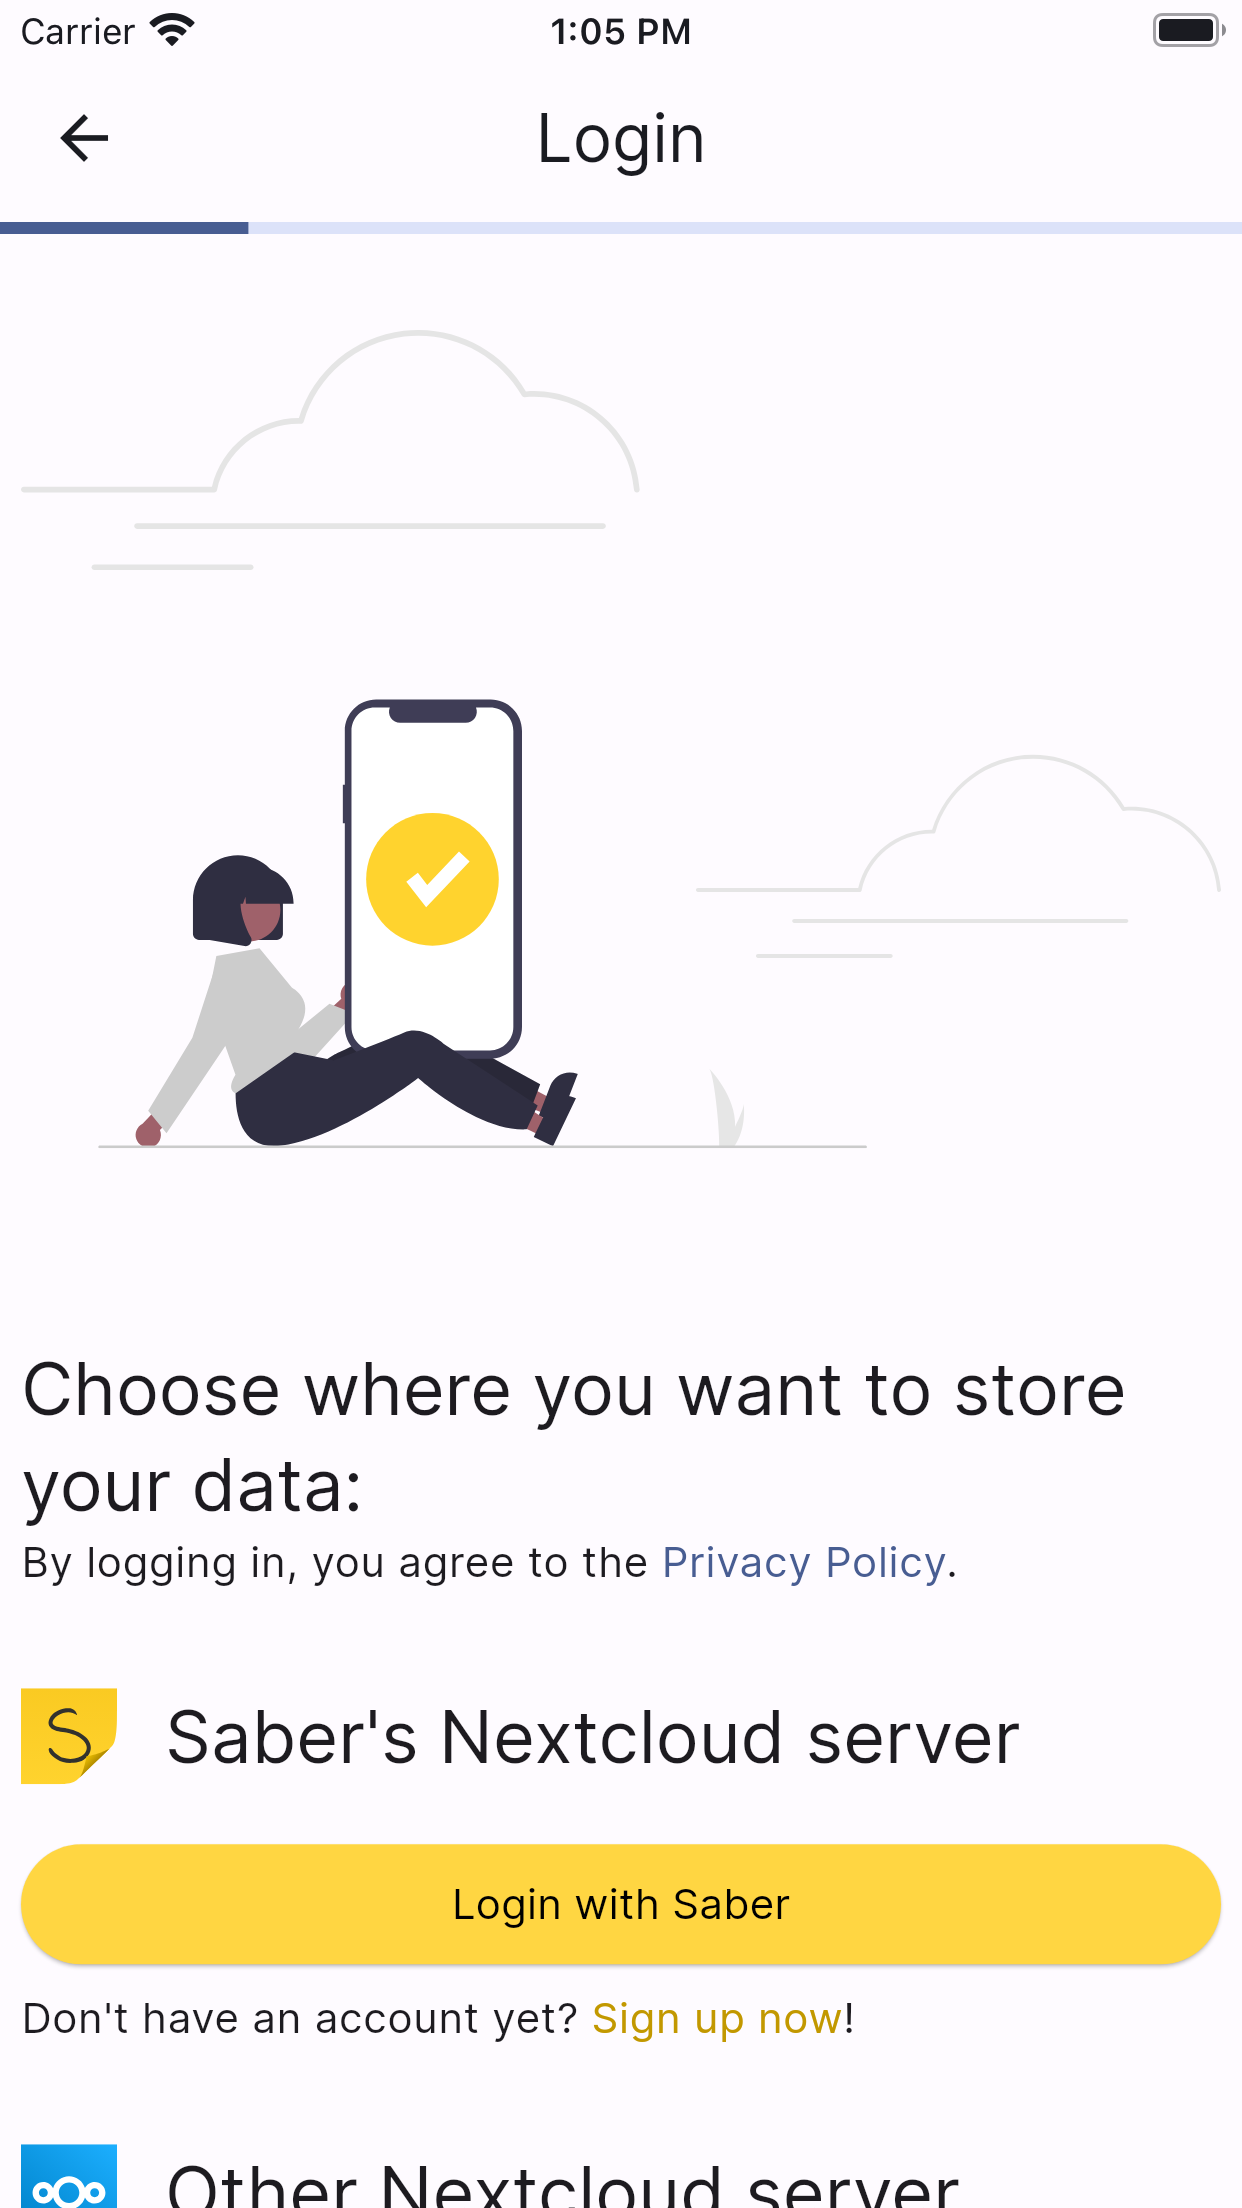 Carrier 1:05 PM
Login
Choose where you want to store
your data:
By logging in, you agree to the Privacy Policy.
S Saber's Nextcloud server
Login with Saber
Don't have an account yet? Sign up now!
Other Nextcloud server